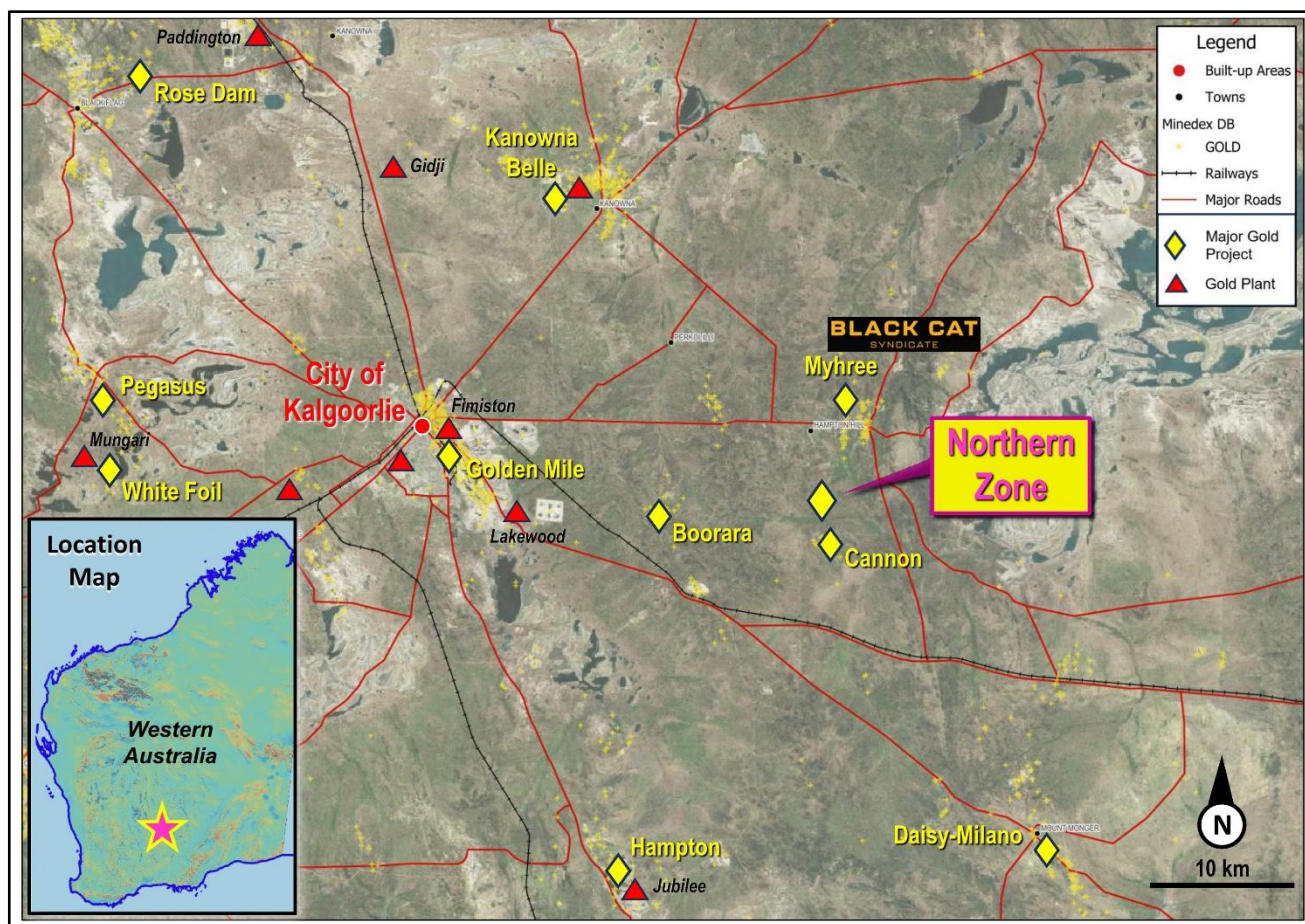 Paddington
KANOWNA
Rose Dam
BLACKFLAG
Gidji
Kanowna
Belle
KANOWNA
Legend
Built-up Areas
Towns
Minedex DB
GOLD
Railways
Major Roads
Major Gold
Project
Gold Plant
PERKOLILLI
BLACK CAT
SYNDICATE
Myhree
HAMPTON HILL
City of
Kalgoorlie
Fimiston
Pegasus
Mungari
White Foil
Golden Mile
Lakewood
Boorara
Northern
Zone
Cannon
Location
Map
Western
Australia
Hampton
Jubilee
Daisy-Milano
MOUNT MONGER
N
10 km